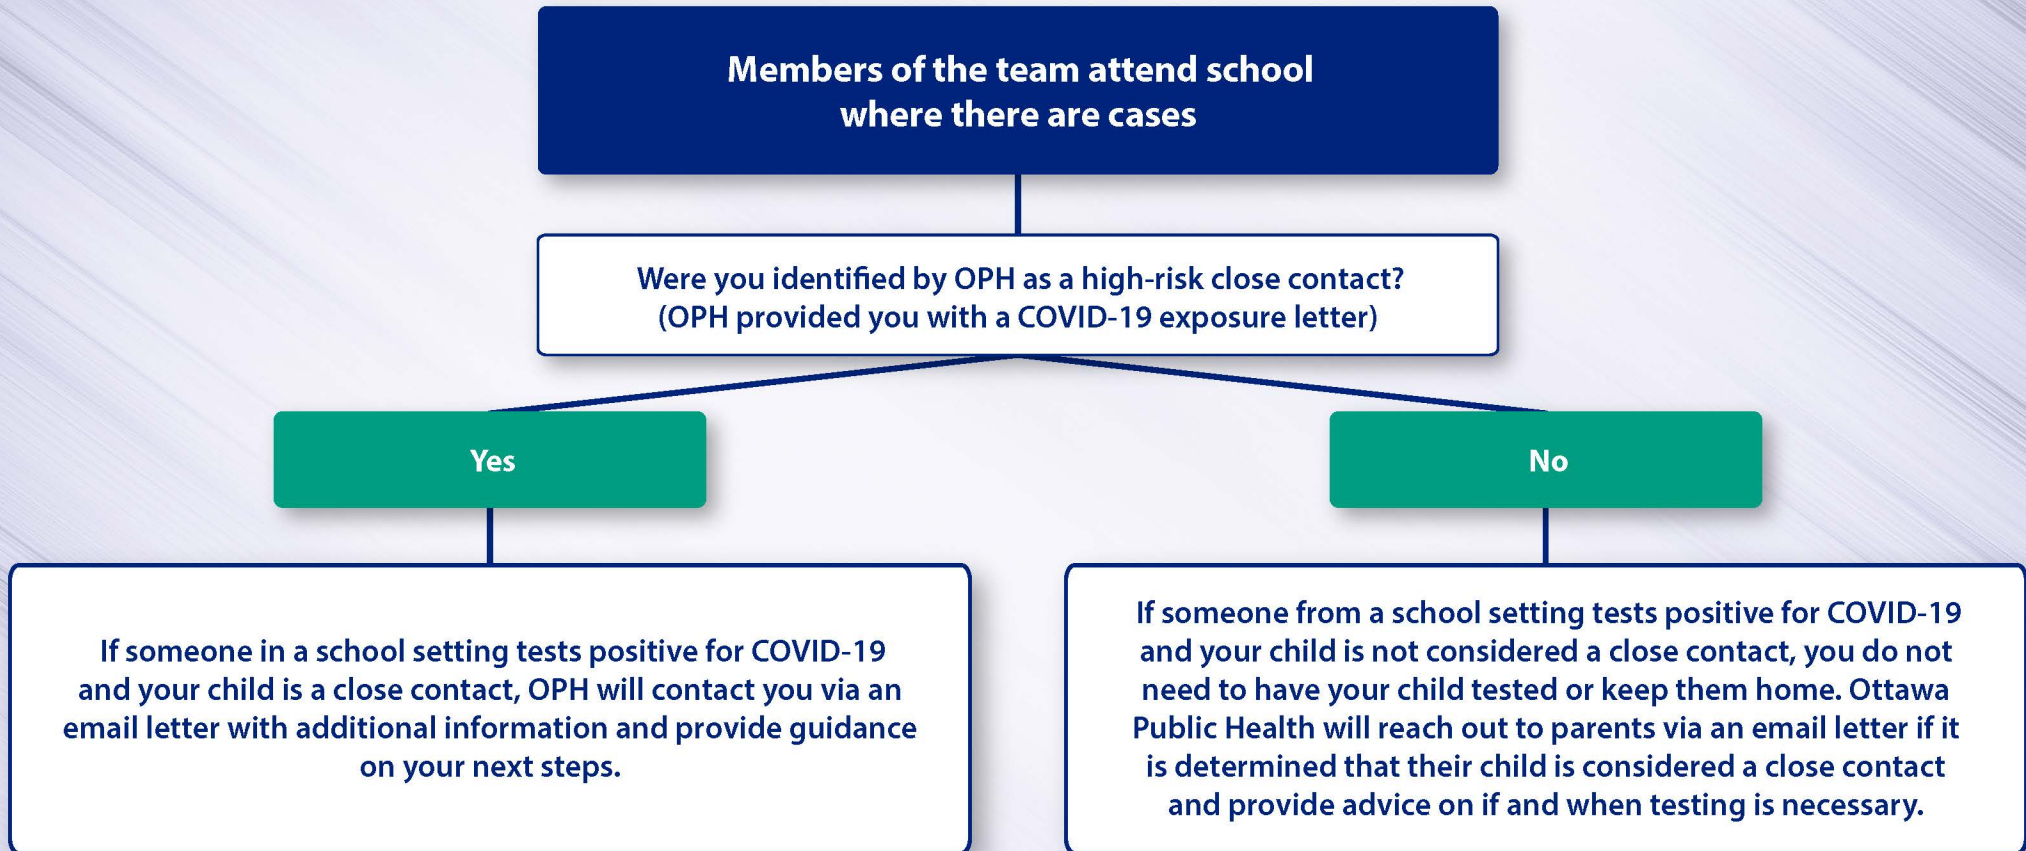 Members of the team attend school
where there are cases
Were you identified by OPH as a high-risk close contact?
(OPH provided you with a COVID-19 exposure letter)
Yes
No
If someone in a school setting tests positive for COVID-19
and your child is a close contact, OPH will contact you via an
email letter with additional information and provide guidance
on your next steps.
If someone from a school setting tests positive for COVID-19
and your child is not considered a close contact, you do not
need to have your child tested or keep them home. Ottawa
Public Health will reach out to parents via an email letter if it
is determined that their child is considered a close contact
and provide advice on if and when testing is necessary.